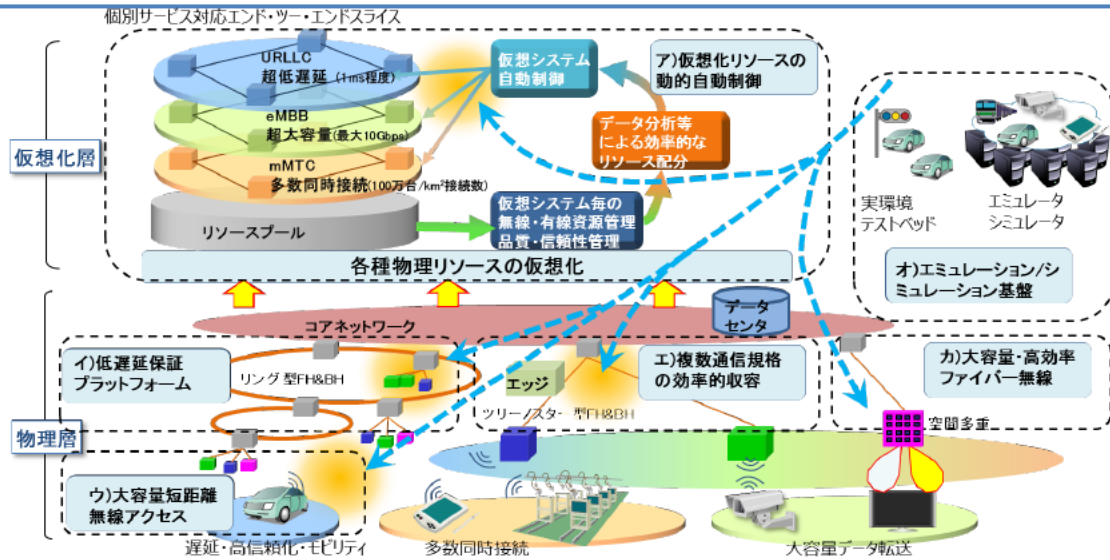 個別サービス対応エンド・ツー・エンドスライス
URLLC
超低遅延(1ms程度)
eMBB
超大容量(最大10Gbps)
mMTC
多数同時接続(100万台/km²接続数)
リソースプール
仮想システム
自動制御
ア)仮想化リソースの
動的自動制御
データ分析等
による効率的な
リソース配分
仮想システム毎の
無線・有線資源管理
品質・信頼性管理
各種物理リソースの仮想化
仮想化層
実環境
テストベッド
エミュレータ
シミュレータ
オ)エミュレーション/シ
ミュレーション基盤
コアネットワーク
データ
センタ
イ)低遅延保証
プラットフォーム
リング型FH&BH
エッジ
エ)複数通信規格
の効率的収容
ツリー/スター型FH&BH
カ)大容量・高効率
ファイバー無線
空間多重
物理層
ウ)大容量短距離
無線アクセス
遅延・高信頼化・モビリティ
多数同時接続
大容量データ転送